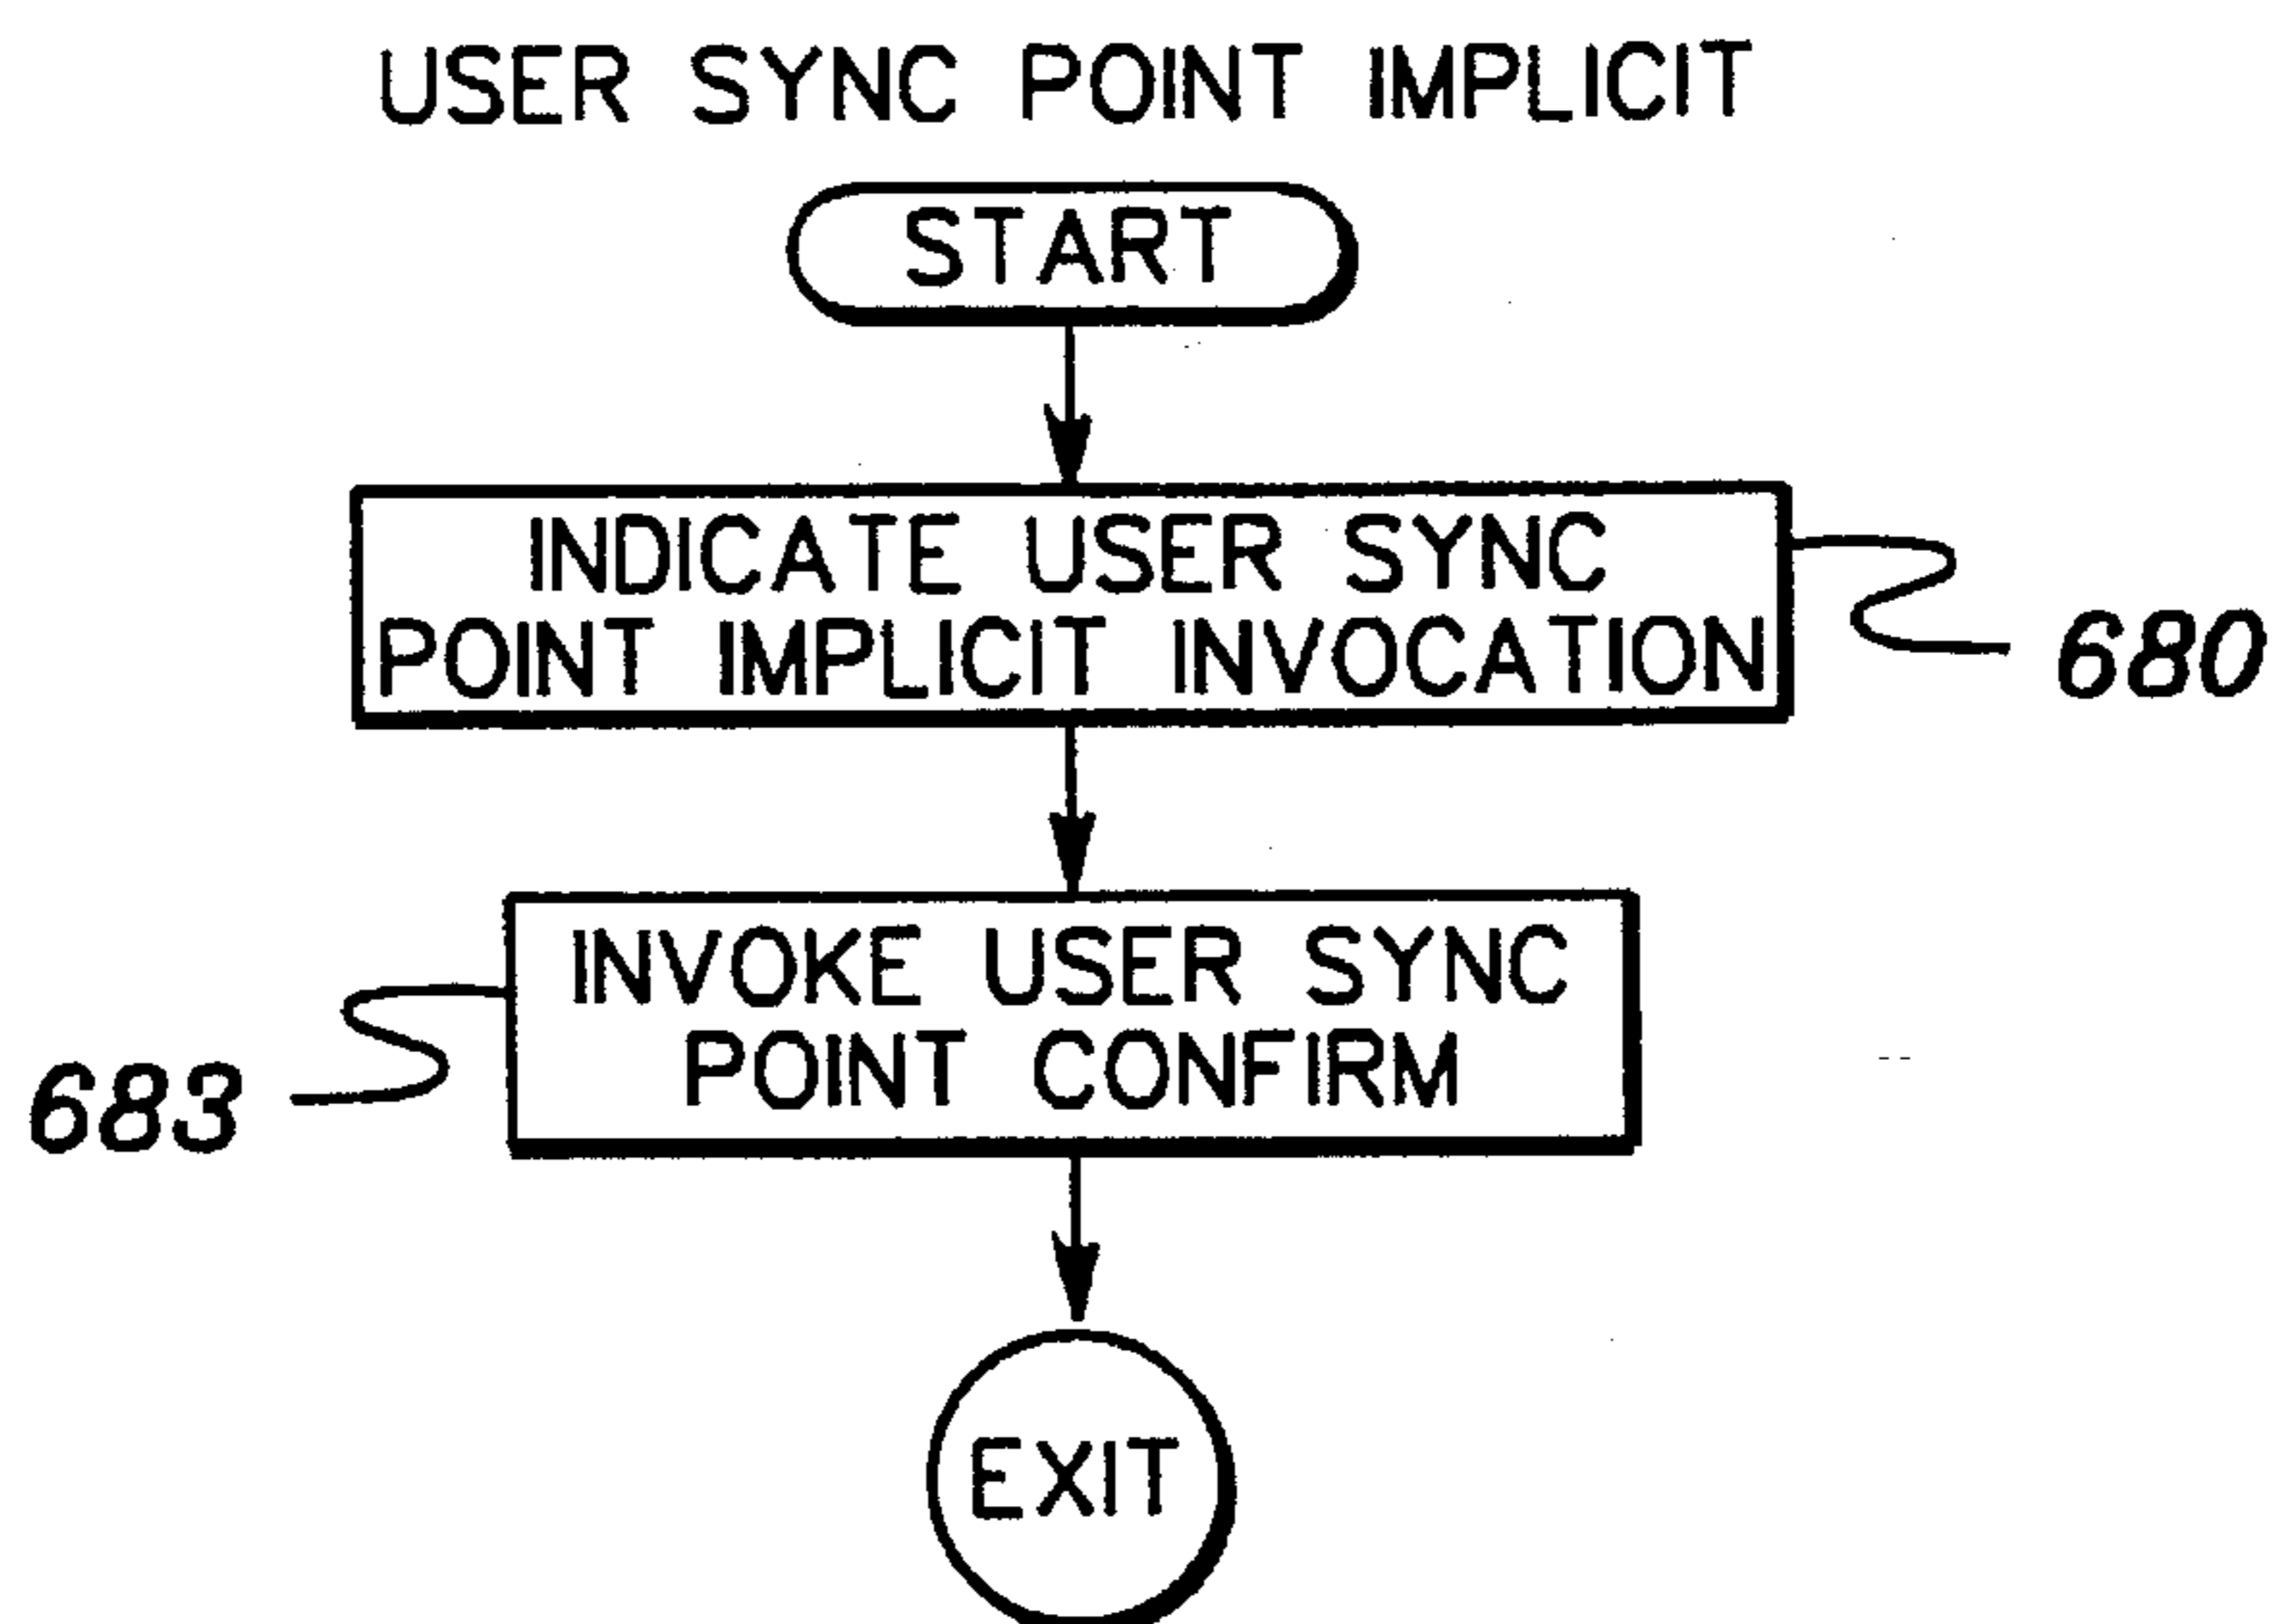 USER SYNC POINT IMPLICIT
START
INDICATE USER SYNC
POINT IMPLICIT INVOCATION
680
INVOKE USER SYNC
POINT CONFIRM
683
EXIT